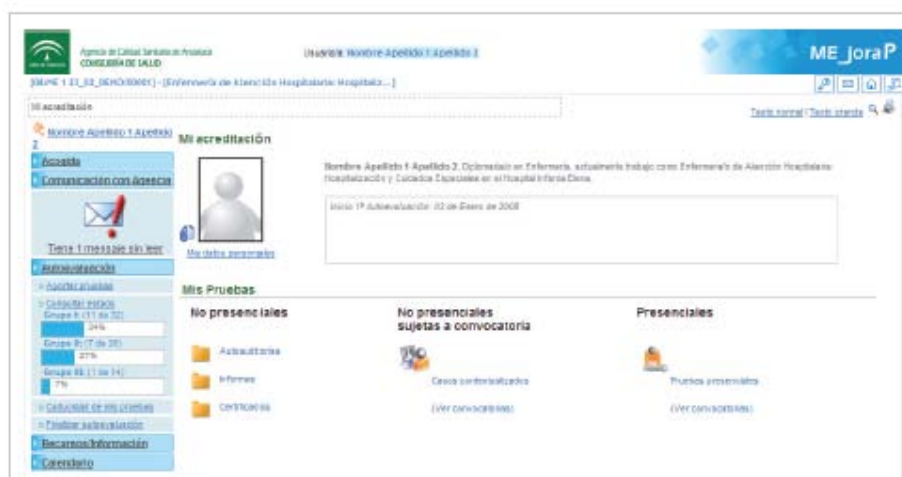 Agencia de Calidad Sanitaria de Andalucía
CONSEJERÍA DE SALUD
Usuario/a: Nombre Apellido 1 Apellido 2
ME_jora P
[Enfermería de Atención Hospitalaria: Hospitaliz...]
Mi acreditación
Texto normal | Texto grande
Nombre Apellido 1 Apellido 2
Acogida
Comunicación con Agencia
Tiene 1 mensaje sin leer
Autoevaluación
Aportar pruebas
Consultar estado
Grupo I: (11 de 32)
34%
Grupo II: (7 de 26)
27%
Grupo III: (1 de 14)
7%
Caducidad de mis pruebas
Finalizar autoevaluación
Recursos/Información
Calendario
Mi acreditación
Nombre Apellido 1 Apellido 2, Diplomado/a en Enfermería, actualmente trabajo como Enfermero/a de Atención Hospitalaria:
Hospitalización y Cuidados Especiales en el Hospital Infanta Elena.
Inicio 1ª Autoevaluación: 02 de Enero de 2008
Mis datos personales
Mis Pruebas
No presenciales
Autoauditorías
Informes
Certificados
No presenciales
sujetas a convocatoria
Casos contextualizados
(Ver convocatorias)
Presenciales
Pruebas presenciales
(Ver convocatorias)